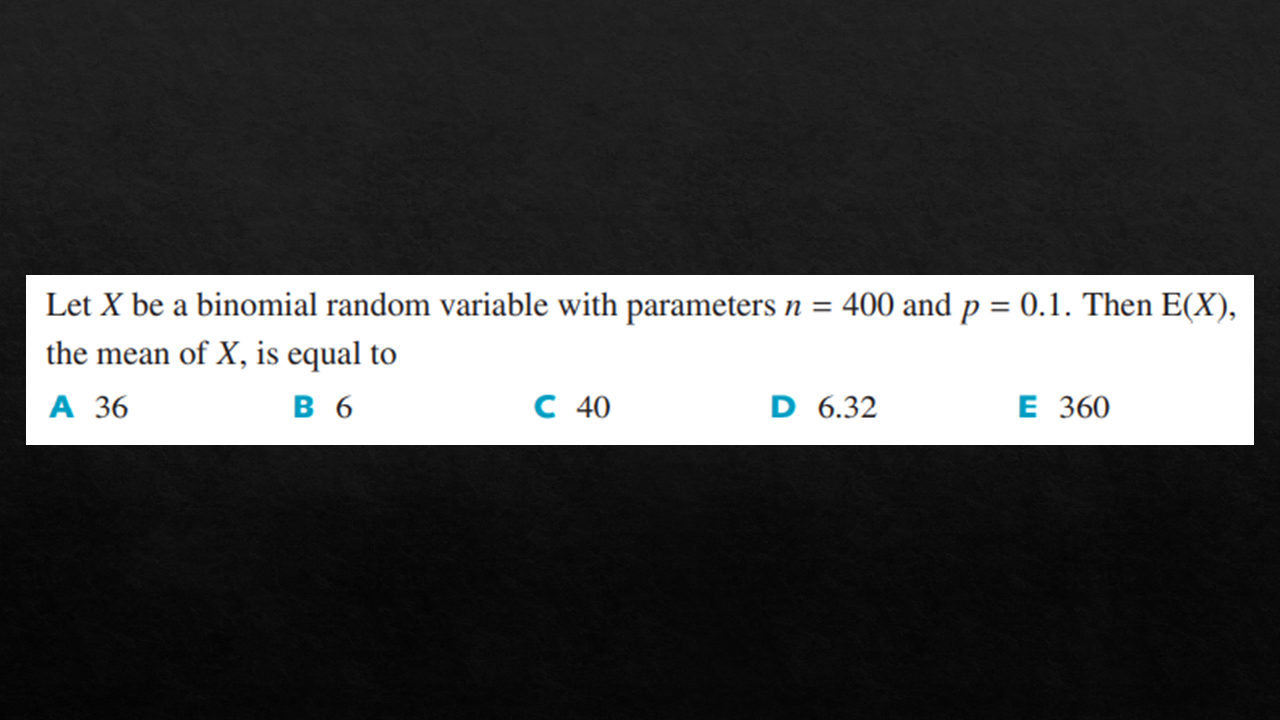 Let X be a binomial random variable with parameters n = 400 and p = 0.1. Then E(X),
the mean of X, is equal to
A 36 B 6 C 40 D 6.32 E 360